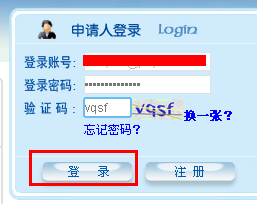 申请人登录 Login
登录账号:
登录密码: •••••••••••••
验 证 码 : vqsf vqsf 换一张?
忘记密码?
登 录 注 册